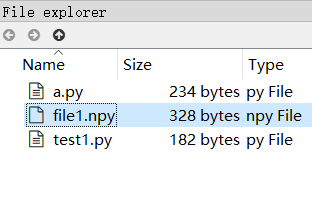 File explorer
Name Size Type
a.py 234 bytes py File
file1.npy 328 bytes npy File
test1.py 182 bytes py File